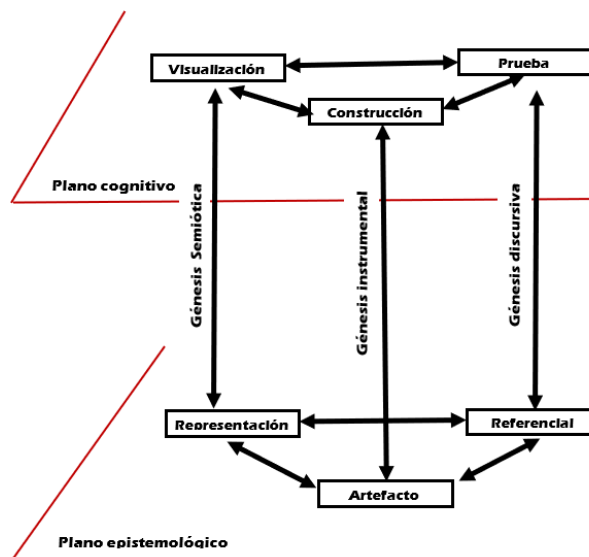 Visualización
Prueba
Construcción
Plano cognitivo
Génesis Semiótica
Génesis instrumental
Génesis discursiva
Representación
Referencial
Artefacto
Plano epistemológico